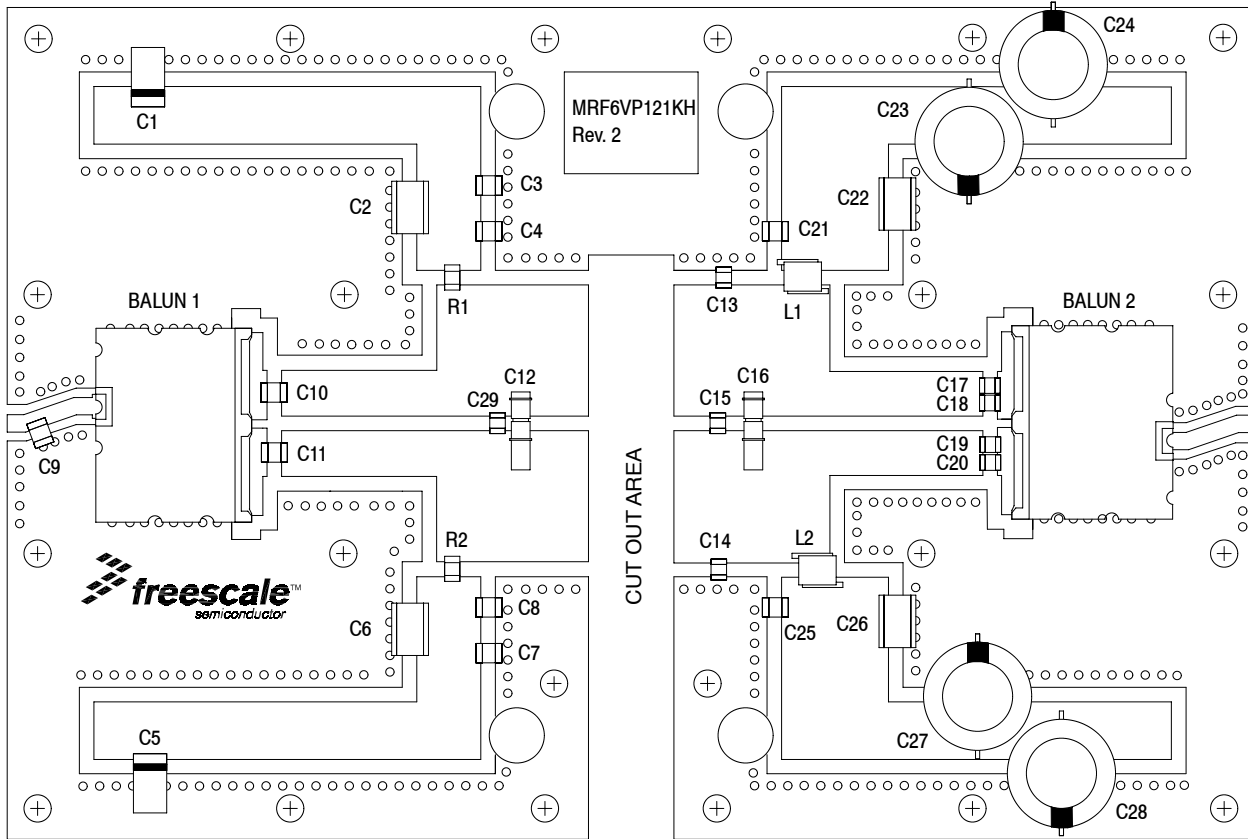 C24
C1
C23
MRF6VP121KH
Rev. 2
C3
C2
C22
C4
C21
R1
C13
L1
BALUN 1
BALUN 2
C12
C16
C10
C29
C15
C17
C18
C9
C11
C19
C20
CUT OUT AREA
R2
C14
L2
freescale™
semiconductor
C8
C6
C25
C26
C7
C5
C27
C28